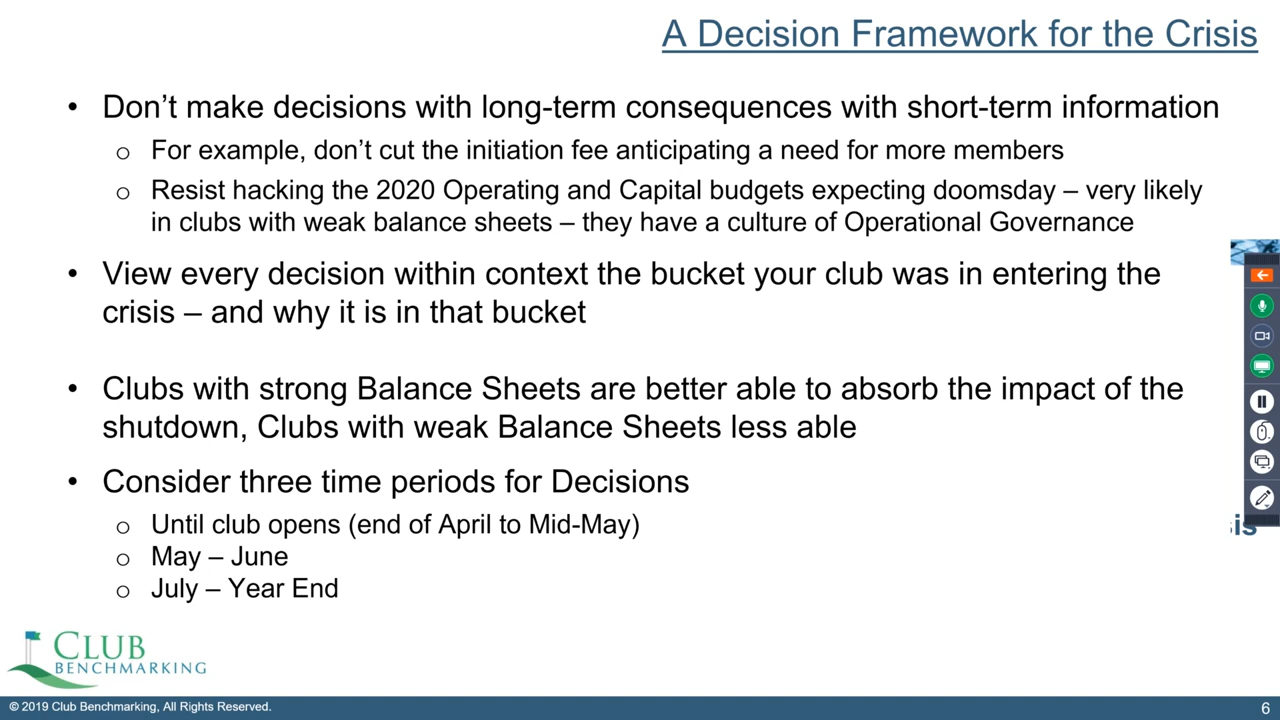 A Decision Framework for the Crisis
• Don’t make decisions with long-term consequences with short-term information
o For example, don’t cut the initiation fee anticipating a need for more members
o Resist hacking the 2020 Operating and Capital budgets expecting doomsday – very likely
in clubs with weak balance sheets – they have a culture of Operational Governance
• View every decision within context the bucket your club was in entering the
crisis – and why it is in that bucket
• Clubs with strong Balance Sheets are better able to absorb the impact of the
shutdown, Clubs with weak Balance Sheets less able
• Consider three time periods for Decisions
o Until club opens (end of April to Mid-May)
o May – June
o July – Year End
CLUB
BENCHMARKING
© 2019 Club Benchmarking, All Rights Reserved.
6